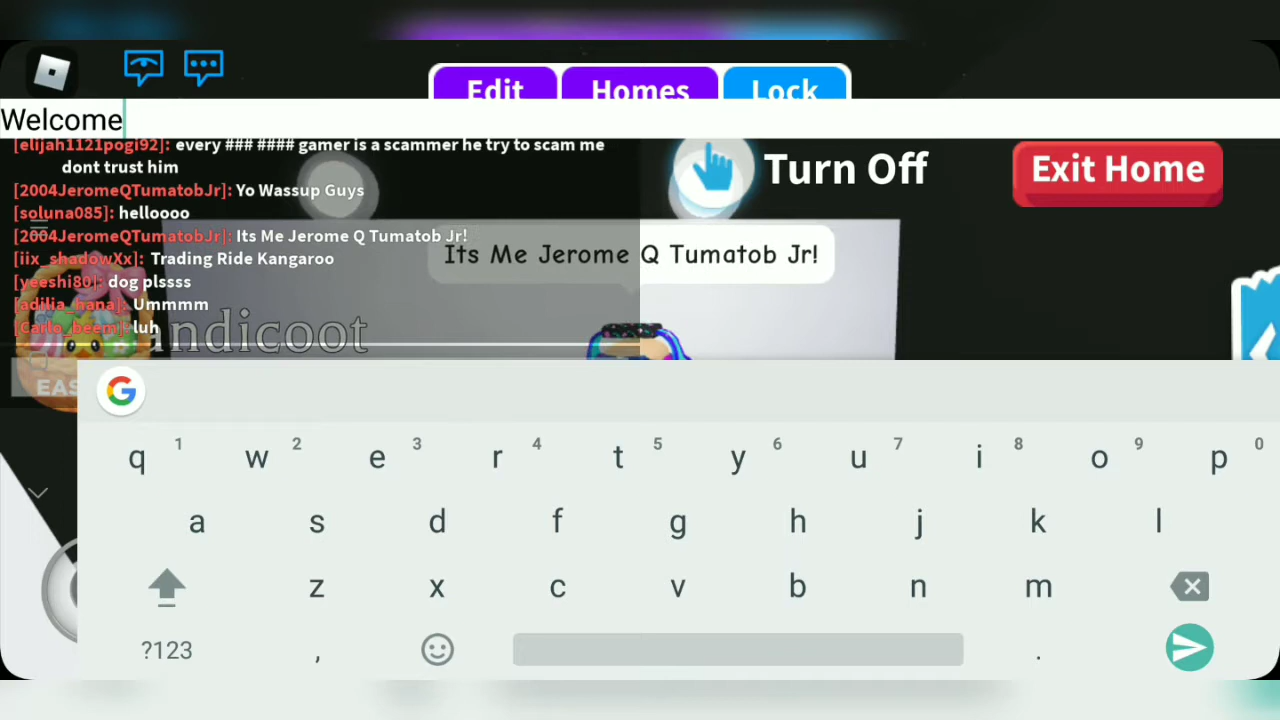 Edit Homes Lock
Welcome
[elijah1121pogi92]: every ### #### gamer is a scammer he try to scam me
dont trust him
Turn Off
Exit Home
[2004JeromeQTumatobJr]: Yo Wassup Guys
[soluna085]: helloooo
[2004JeromeQTumatobJr]: Its Me Jerome Q Tumatob Jr!
Its Me Jerome Q Tumatob Jr!
[iix_shadowXx]: Trading Ride Kangaroo
[yeeshi80]: dog plssss
[adilia_hana]: Ummmm
[Carlo_beem]: luh
andicoot
EAS
G
q 1 w 2 e 3 r 4 t 5 y 6 u 7 i 8 o 9 p 0
a s d f g h j k l
z x c v b n m
?123 , .